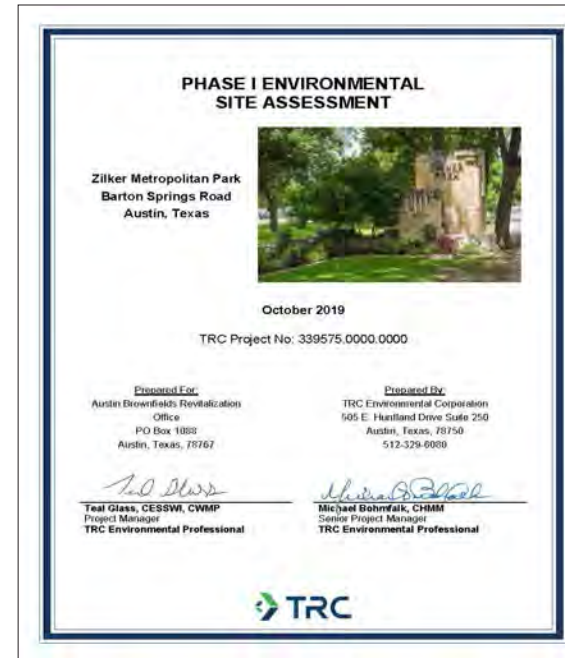 PHASE I ENVIRONMENTAL
SITE ASSESSMENT
Zilker Metropolitan Park
Barton Springs Road
Austin, Texas
October 2019
TRC Project No: 339575.0000.0000
Prepared For:
Austin Brownfields Revitalization
Office
PO Box 1088
Austin, Texas, 78767
Prepared By:
TRC Environmental Corporation
505 E. Huntland Drive Suite 250
Austin, Texas, 78750
512-329-6080
Teal Glass, CESSWI, CWMP
Project Manager
TRC Environmental Professional
Michael Bohmfalk, CHMM
Senior Project Manager
TRC Environmental Professional
TRC